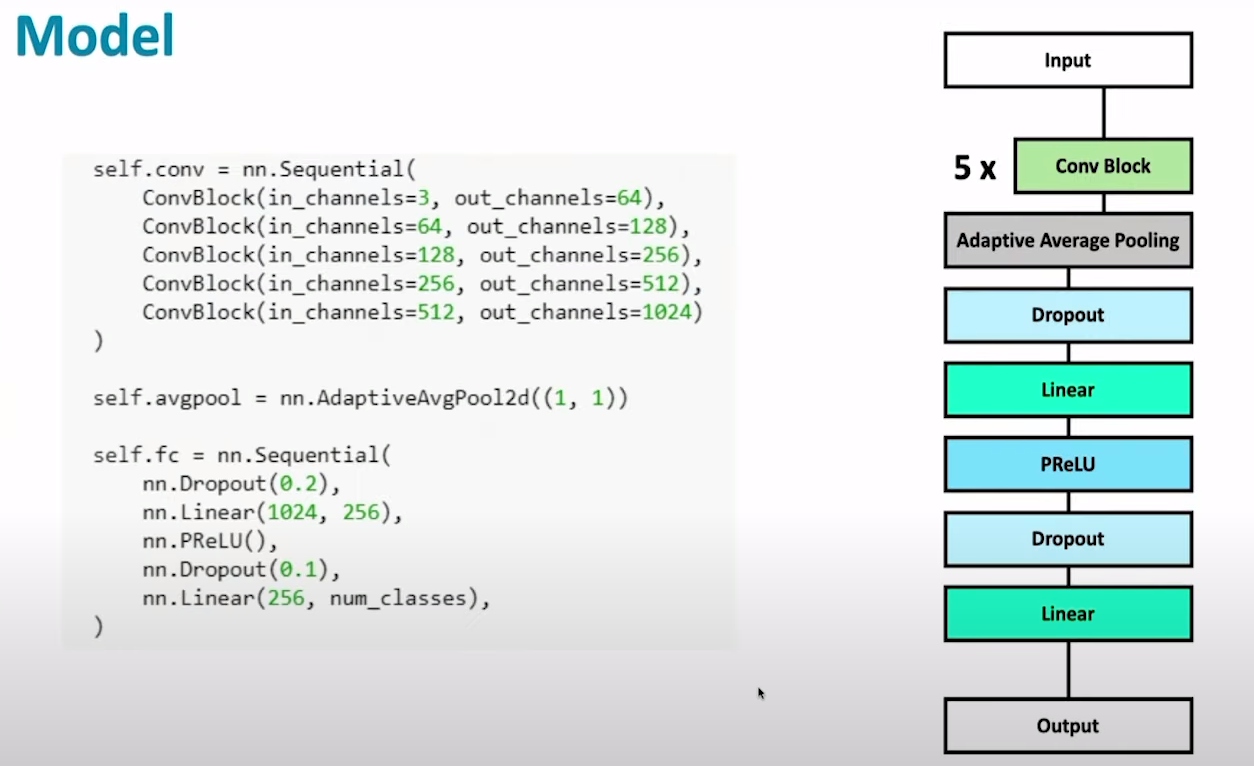 Model
self.conv = nn.Sequential(
ConvBlock(in_channels=3, out_channels=64),
ConvBlock(in_channels=64, out_channels=128),
ConvBlock(in_channels=128, out_channels=256),
ConvBlock(in_channels=256, out_channels=512),
ConvBlock(in_channels=512, out_channels=1024)
)
self.avgpool = nn.AdaptiveAvgPool2d((1, 1))
self.fc = nn.Sequential(
nn.Dropout(0.2),
nn.Linear(1024, 256),
nn.PReLU(),
nn.Dropout(0.1),
nn.Linear(256, num_classes),
)
Input
5 x Conv Block
Adaptive Average Pooling
Dropout
Linear
PReLU
Dropout
Linear
Output